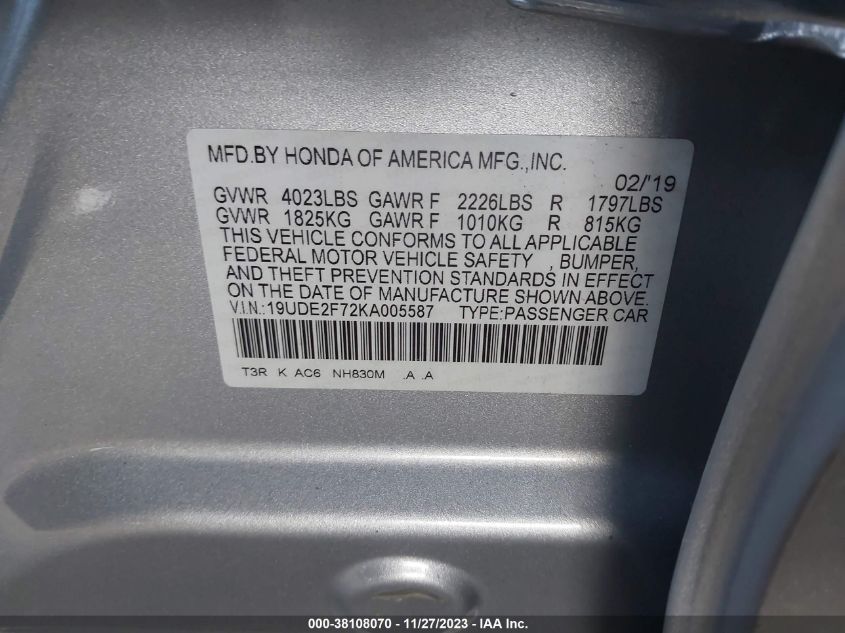 MFD.BY HONDA OF AMERICA MFG.,INC.
02/'19
GVWR 4023LBS GAWR F 2226LBS R 1797LBS
GVWR 1825KG GAWR F 1010KG R 815KG
THIS VEHICLE CONFORMS TO ALL APPLICABLE
FEDERAL MOTOR VEHICLE SAFETY , BUMPER,
AND THEFT PREVENTION STANDARDS IN EFFECT
ON THE DATE OF MANUFACTURE SHOWN ABOVE.
V.I.N.:19UDE2F72KA005587 TYPE:PASSENGER CAR
T3R K AC6 NH830M .A .A
000-38108070 - 11/27/2023 - IAA Inc.